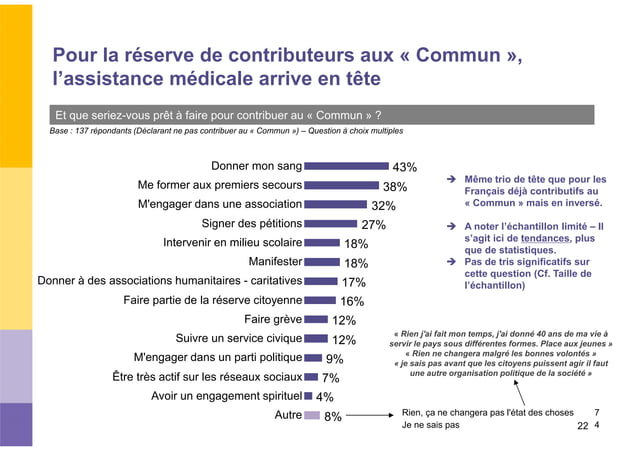 Pour la réserve de contributeurs aux « Commun »,
l'assistance médicale arrive en tête
Et que seriez-vous prêt à faire pour contribuer au « Commun » ?
Base : 137 répondants (Déclarant ne pas contribuer au « Commun ») – Question à choix multiples
Donner mon sang 43%
Me former aux premiers secours 38%
M'engager dans une association 32%
Signer des pétitions 27%
Intervenir en milieu scolaire 18%
Manifester 18%
Donner à des associations humanitaires - caritatives 17%
Faire partie de la réserve citoyenne 16%
Faire grève 12%
Suivre un service civique 12%
M'engager dans un parti politique 9%
Être très actif sur les réseaux sociaux 7%
Avoir un engagement spirituel 4%
Autre 8%
➔ Même trio de tête que pour les
Français déjà contributifs au
« Commun » mais en inversé.
➔ A noter l'échantillon limité – Il
s'agit ici de tendances, plus
que de statistiques.
➔ Pas de tris significatifs sur
cette question (Cf. Taille de
l'échantillon)
« Rien j'ai fait mon temps, j'ai donné 40 ans de ma vie à
servir le pays sous différentes formes. Place aux jeunes »
« Rien ne changera malgré les bonnes volontés »
« je sais pas avant que les citoyens puissent agir il faut
une autre organisation politique de la société »
Rien, ça ne changera pas l'état des choses 7
Je ne sais pas 4
22